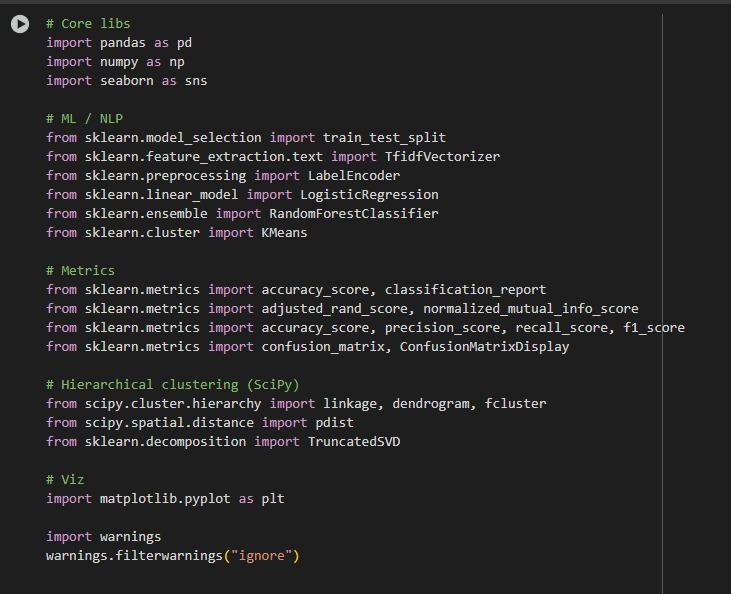 # Core libs
import pandas as pd
import numpy as np
import seaborn as sns
# ML / NLP
from sklearn.model_selection import train_test_split
from sklearn.feature_extraction.text import TfidfVectorizer
from sklearn.preprocessing import LabelEncoder
from sklearn.linear_model import LogisticRegression
from sklearn.ensemble import RandomForestClassifier
from sklearn.cluster import KMeans
# Metrics
from sklearn.metrics import accuracy_score, classification_report
from sklearn.metrics import adjusted_rand_score, normalized_mutual_info_score
from sklearn.metrics import accuracy_score, precision_score, recall_score, f1_score
from sklearn.metrics import confusion_matrix, ConfusionMatrixDisplay
# Hierarchical clustering (SciPy)
from scipy.cluster.hierarchy import linkage, dendrogram, fcluster
from scipy.spatial.distance import pdist
from sklearn.decomposition import TruncatedSVD
# Viz
import matplotlib.pyplot as plt
import warnings
warnings.filterwarnings("ignore")